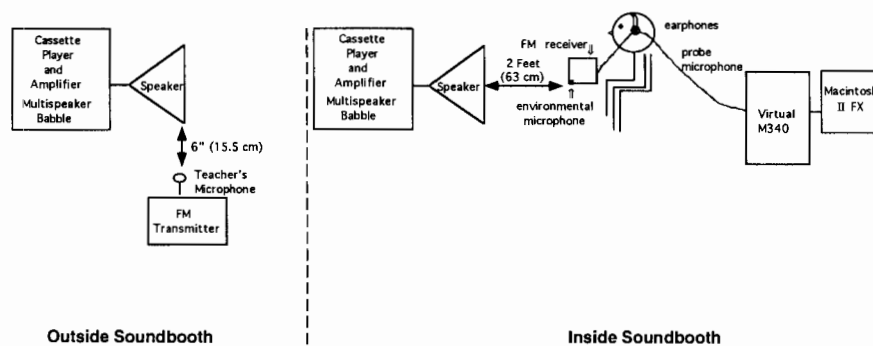 Cassette
Player
and
Amplifier
Multispeaker
Babble
Speaker
6" (15.5 cm)
Teacher's
Microphone
FM
Transmitter
Outside Soundbooth
Cassette
Player
and
Amplifier
Multispeaker
Babble
Speaker
2 Feet
(63 cm)
FM receiver
environmental
microphone
earphones
probe
microphone
Virtual
M340
Macintosh
II FX
Inside Soundbooth